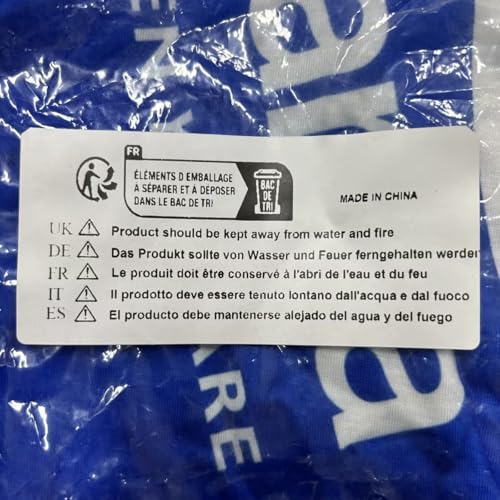 FR
ÉLÉMENTS D EMBALLAGE
À SÉPARER ET À DÉPOSER
DANS LE BAC DE TRI
BAC
DE
TRI
MADE IN CHINA
UK Product should be kept away from water and fire
DE Das Produkt sollte von Wasser und Feuer ferngehalten werden
FR Le produit doit être conservé à l'abri de l'eau et du feu
IT Il prodotto deve essere tenuto lontano dall'acqua e dal fuoco
ES El producto debe mantenerse alejado del agua y del fuego
ARE